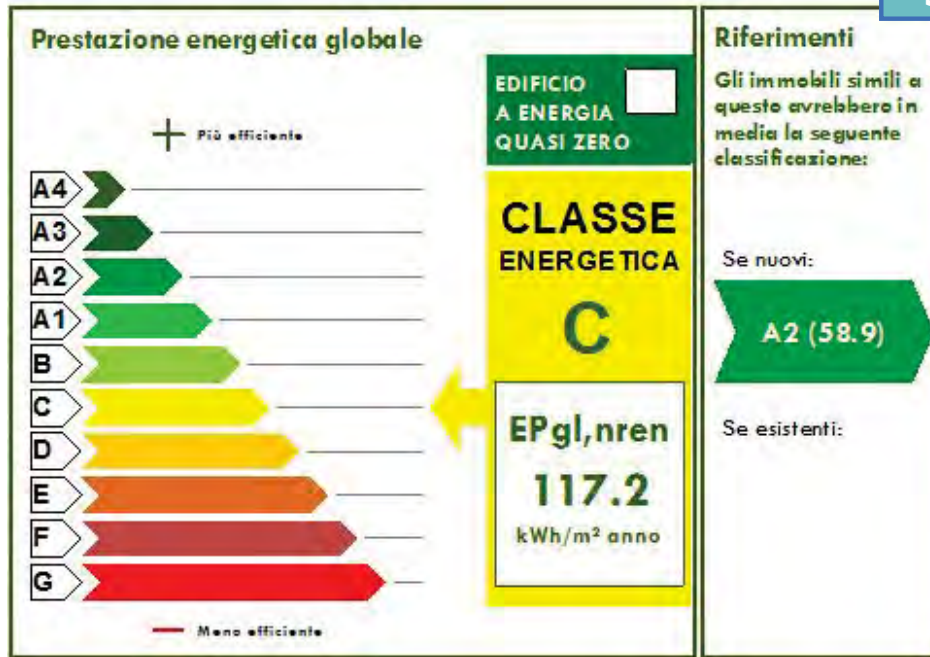 Prestazione energetica globale
Più efficiente
A4
A3
A2
A1
B
C
D
E
F
G
Meno efficiente
EDIFICIO
A ENERGIA
QUASI ZERO
CLASSE
ENERGETICA
C
EPgl,nren
117.2
kWh/m² anno
Riferimenti
Gli immobili simili a
questo avrebbero in
media la seguente
classificazione:
Se nuovi:
A2 (58.9)
Se esistenti: